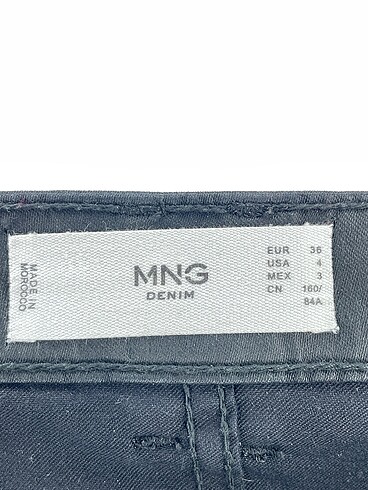 MADE IN
MOROCCO
MNG
DENIM
EUR 36
USA 4
MEX 3
CN 160/
84A